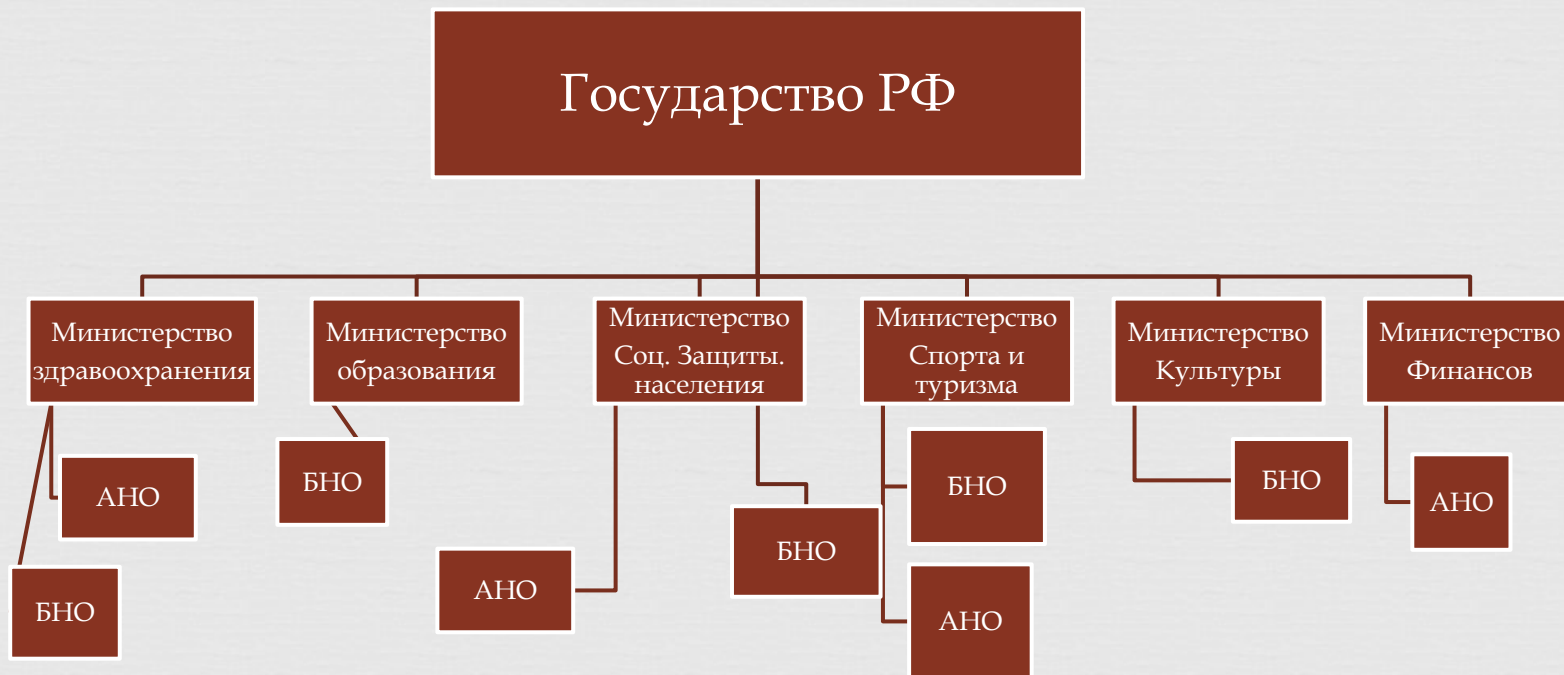 Государство РФ
Министерство
здравоохранения
Министерство
образования
Министерство
Соц. Защиты.
населения
Министерство
Спорта и
туризма
Министерство
Культуры
Министерство
Финансов
АНО
БНО
БНО
АНО
БНО
БНО
АНО
БНО
АНО